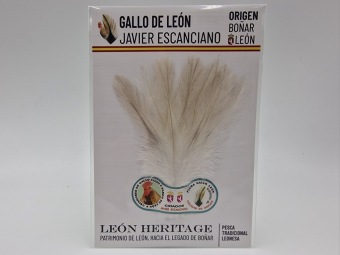 GALLO DE LEÓN
JAVIER ESCANCIANO
ORIGEN
BOÑAR
LEÓN
LEÓN HERITAGE
PATRIMONIO DE LEÓN, HACIA EL LEGADO DE BOÑAR
PESCA
TRADICIONAL
LEONESA